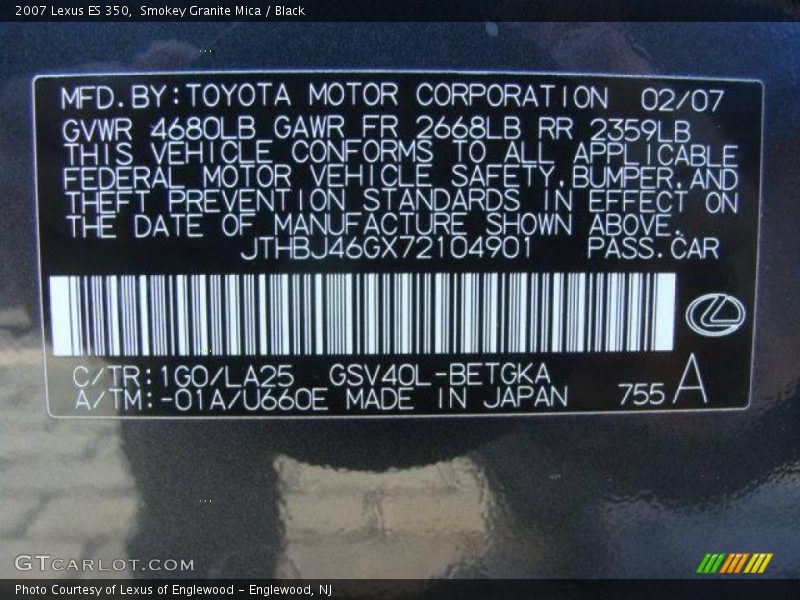 2007 Lexus ES 350,  Smokey Granite Mica / Black
MFD. BY: TOYOTA MOTOR CORPORATION 02/07
GVWR 4680LB GAWR FR 2668LB RR 2359LB
THIS VEHICLE CONFORMS TO ALL APPLICABLE
FEDERAL MOTOR VEHICLE SAFETY, BUMPER, AND
THEFT PREVENTION STANDARDS IN EFFECT ON
THE DATE OF MANUFACTURE SHOWN ABOVE.
JTHBJ46GX72104901 PASS. CAR
C/TR: 1G0/LA25 GSV40L-BETGKA
A/TM: -01A/U660E MADE IN JAPAN 755 A
GTCARLOT.COM
Photo Courtesy of Lexus of Englewood - Englewood, NJ